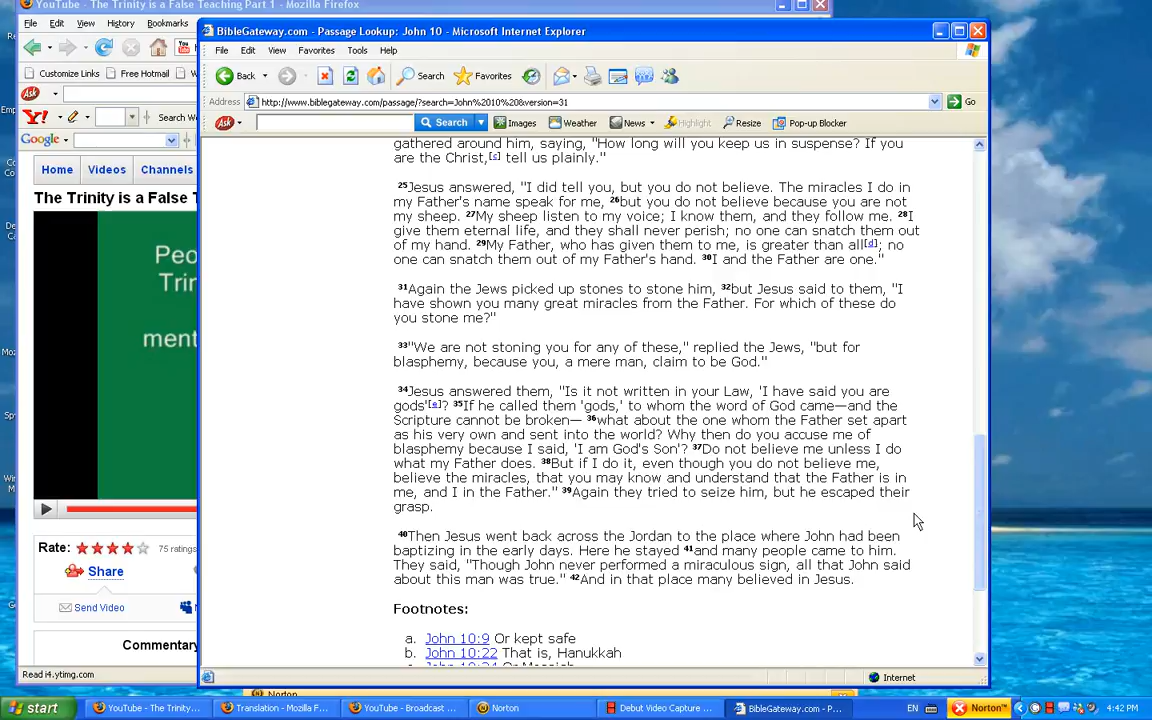 YouTube - The Trinity is a False Teaching Part 1 - Mozilla Firefox
File Edit View History Bookmarks
Customize Links Free Hotmail
Ask
Search We
Google
Home Videos Channels
The Trinity is a False
Peo
Trin
ment
Rate: 75 ratings
Share
Send Video
Commentary
Read i4.ytimg.com
BibleGateway.com - Passage Lookup: John 10 - Microsoft Internet Explorer
File Edit View Favorites Tools Help
Back Search Favorites
Address http://www.biblegateway.com/passage/?search=John%2010%20&version=31 Go
Ask Search Images Weather News Highlight Resize Pop-up Blocker
gathered around him, saying, "How long will you keep us in suspense? If you
are the Christ,[c] tell us plainly."
25Jesus answered, "I did tell you, but you do not believe. The miracles I do in
my Father's name speak for me, 26but you do not believe because you are not
my sheep. 27My sheep listen to my voice; I know them, and they follow me. 28I
give them eternal life, and they shall never perish; no one can snatch them out
of my hand. 29My Father, who has given them to me, is greater than all[d]; no
one can snatch them out of my Father's hand. 30I and the Father are one."
31Again the Jews picked up stones to stone him, 32but Jesus said to them, "I
have shown you many great miracles from the Father. For which of these do
you stone me?"
33"We are not stoning you for any of these," replied the Jews, "but for
blasphemy, because you, a mere man, claim to be God."
34Jesus answered them, "Is it not written in your Law, 'I have said you are
gods'[e]? 35If he called them 'gods,' to whom the word of God came—and the
Scripture cannot be broken— 36what about the one whom the Father set apart
as his very own and sent into the world? Why then do you accuse me of
blasphemy because I said, 'I am God's Son'? 37Do not believe me unless I do
what my Father does. 38But if I do it, even though you do not believe me,
believe the miracles, that you may know and understand that the Father is in
me, and I in the Father." 39Again they tried to seize him, but he escaped their
grasp.
40Then Jesus went back across the Jordan to the place where John had been
baptizing in the early days. Here he stayed 41and many people came to him.
They said, "Though John never performed a miraculous sign, all that John said
about this man was true." 42And in that place many believed in Jesus.
Footnotes:
a. John 10:9 Or kept safe
b. John 10:22 That is, Hanukkah
Internet
Norton
start YouTube - The Trinity... Translation - Mozilla F... YouTube - Broadcast ... Norton Debut Video Capture ... BibleGateway.com - P... EN Norton™ 4:42 PM